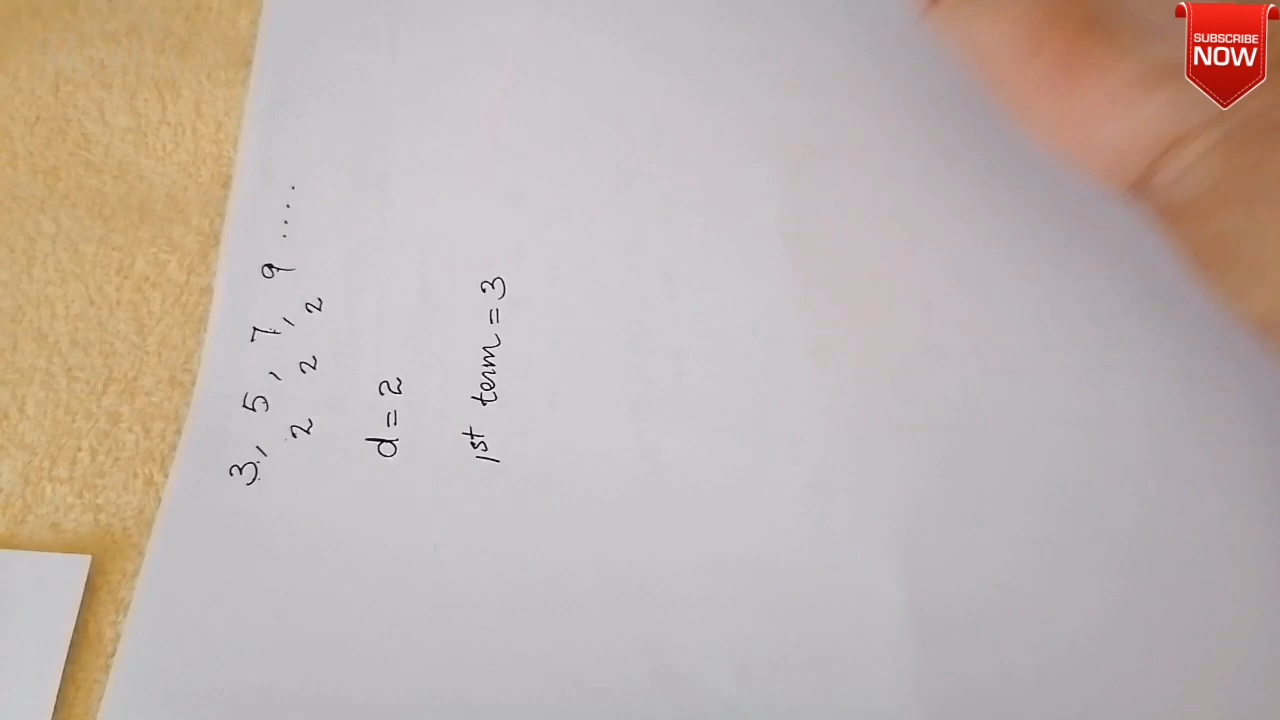 3, 5, 7, 9 ....
2 2 2
d = 2
1st term = 3
SUBSCRIBE
NOW